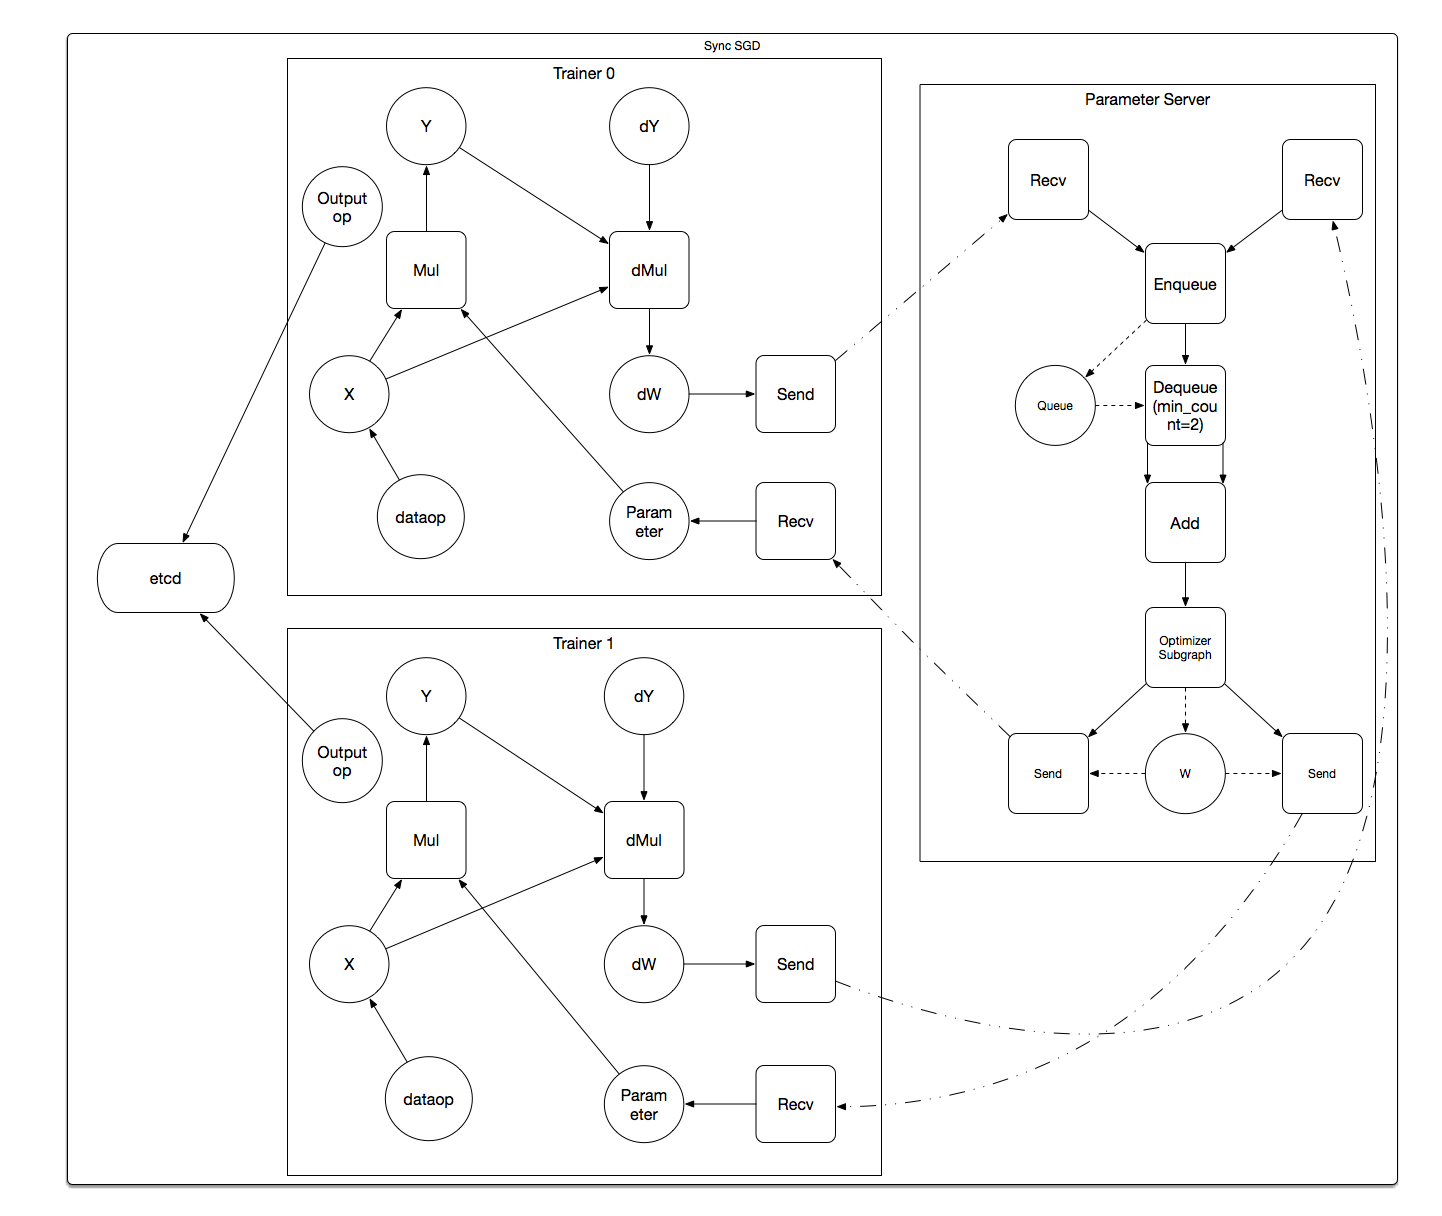 Sync SGD
Trainer 0
Y
dY
Output
op
Mul
dMul
X
dW
Send
dataop
Param
eter
Recv
etcd
Trainer 1
Y
dY
Output
op
Mul
dMul
X
dW
Send
dataop
Param
eter
Recv
Parameter Server
Recv
Recv
Enqueue
Queue
Dequeue
(min_cou
nt=2)
Add
Optimizer
Subgraph
Send
W
Send